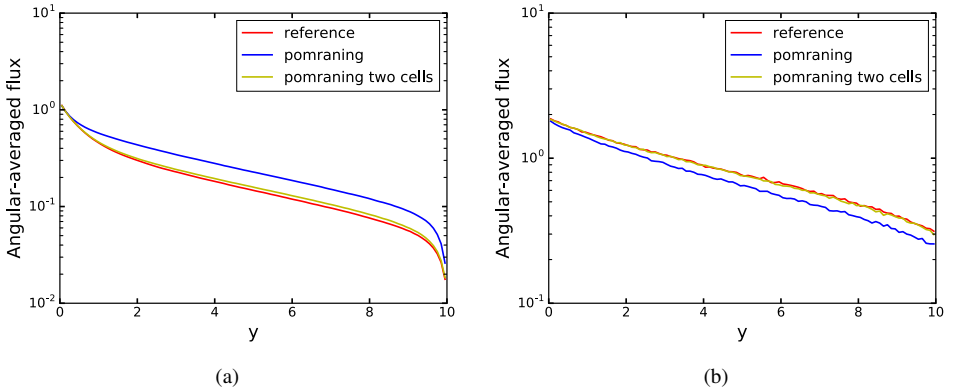 10^1
10^0
10^-1
10^-2
0 2 4 6 8 10
y
Angular-averaged flux
reference
pomraning
pomraning two cells
(a)
10^1
10^0
10^-1
0 2 4 6 8 10
y
Angular-averaged flux
reference
pomraning
pomraning two cells
(b)